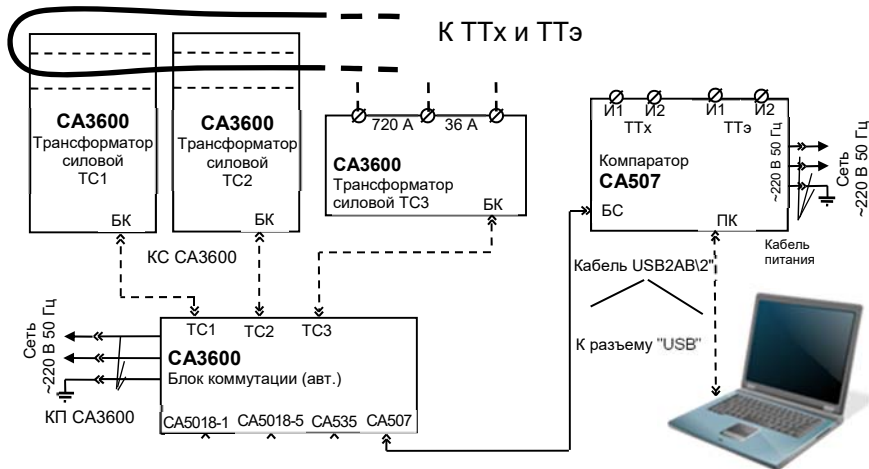 К ТТх и ТТэ
СА3600
Трансформатор
силовой
ТС1
БК
СА3600
Трансформатор
силовой
ТС2
БК
720 А
36 А
СА3600
Трансформатор
силовой ТС3
БК
И1 И2 И1 И2
ТТх ТТэ
Компаратор
СА507
~220 В 50 Гц
БС
ПК
Сеть
~220 В 50 Гц
Кабель
питания
КС СА3600
Кабель USB2AB\2"
К разъему "USB"
Сеть
~220 В 50 Гц
КП СА3600
ТС1 ТС2 ТС3
СА3600
Блок коммутации (авт.)
СА5018-1 СА5018-5 СА535 СА507